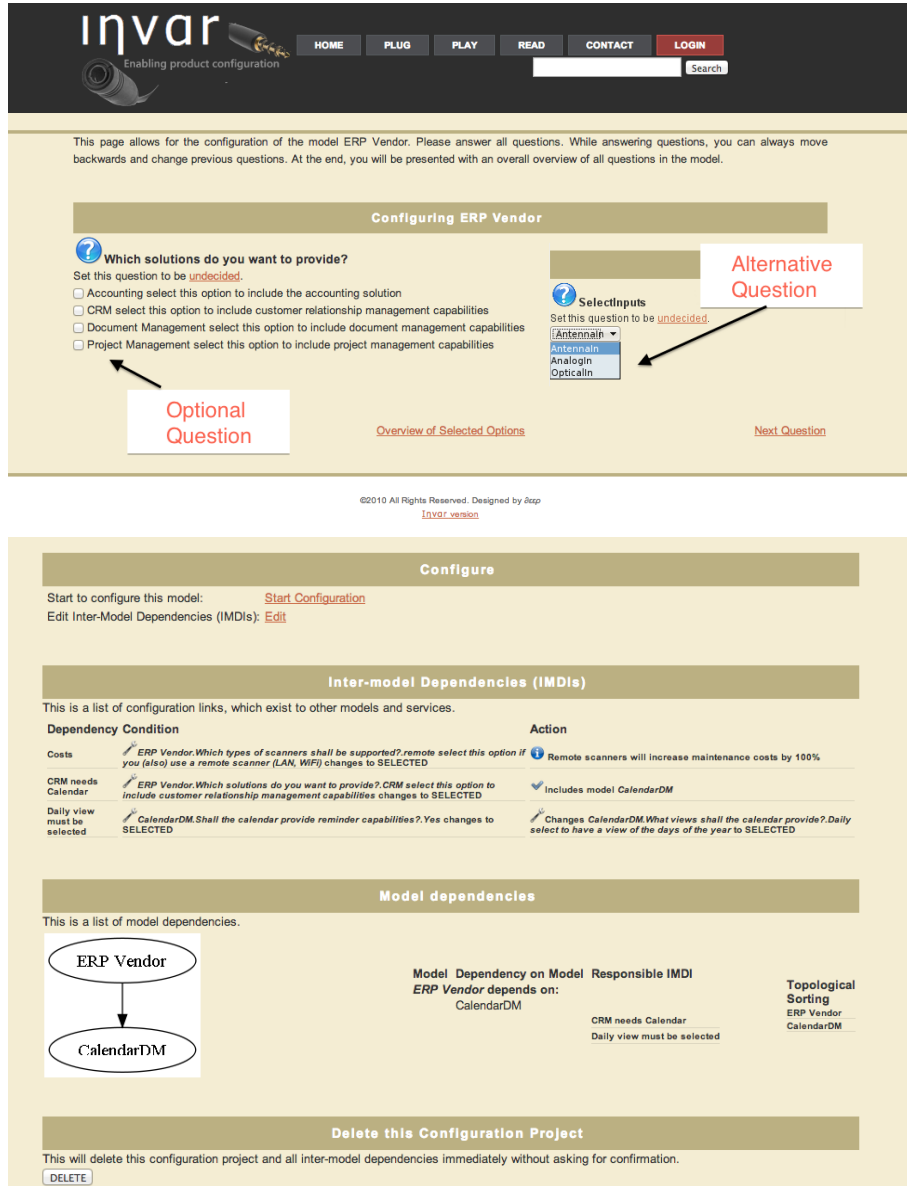 invar
Enabling product configuration
HOME PLUG PLAY READ CONTACT LOGIN
Search
This page allows for the configuration of the model ERP Vendor. Please answer all questions. While answering questions, you can always move
backwards and change previous questions. At the end, you will be presented with an overall overview of all questions in the model.
Configuring ERP Vendor
Which solutions do you want to provide?
Set this question to be undecided.
Accounting select this option to include the accounting solution
CRM select this option to include customer relationship management capabilities
Document Management select this option to include document management capabilities
Project Management select this option to include project management capabilities
Optional
Question
Alternative
Question
SelectInputs
Set this question to be undecided.
AntennaIn
AntennaIn
AnalogIn
OpticalIn
Overview of Selected Options
Next Question
©2010 All Rights Reserved. Designed by
Invar version
Configure
Start to configure this model: Start Configuration
Edit Inter-Model Dependencies (IMDIs): Edit
Inter-model Dependencies (IMDIs)
This is a list of configuration links, which exist to other models and services.
Dependency Condition Action
Costs
ERP Vendor.Which types of scanners shall be supported?.remote select this option if
you (also) use a remote scanner (LAN, WiFi) changes to SELECTED
Remote scanners will increase maintenance costs by 100%
CRM needs
Calendar
ERP Vendor.Which solutions do you want to provide?.CRM select this option to
include customer relationship management capabilities changes to SELECTED
Includes model CalendarDM
Daily view
must be
selected
CalendarDM.Shall the calendar provide reminder capabilities?.Yes changes to
SELECTED
Changes CalendarDM.What views shall the calendar provide?.Daily
select to have a view of the days of the year to SELECTED
Model dependencies
This is a list of model dependencies.
ERP Vendor
CalendarDM
Model Dependency on Model Responsible IMDI
ERP Vendor depends on:
CalendarDM
CRM needs Calendar
Daily view must be selected
Topological
Sorting
ERP Vendor
CalendarDM
Delete this Configuration Project
This will delete this configuration project and all inter-model dependencies immediately without asking for confirmation.
DELETE